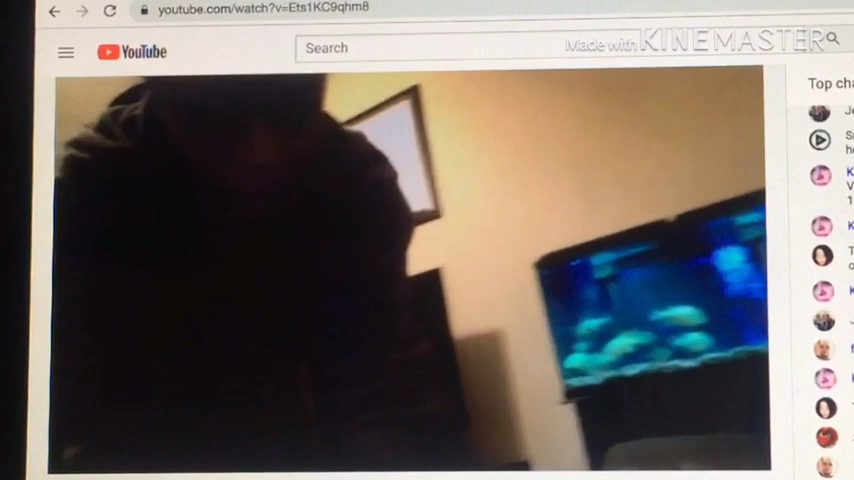 youtube.com/watch?v=Ets1KC9qhm8
YouTube
Search
Made with KINEMASTER
Top cha